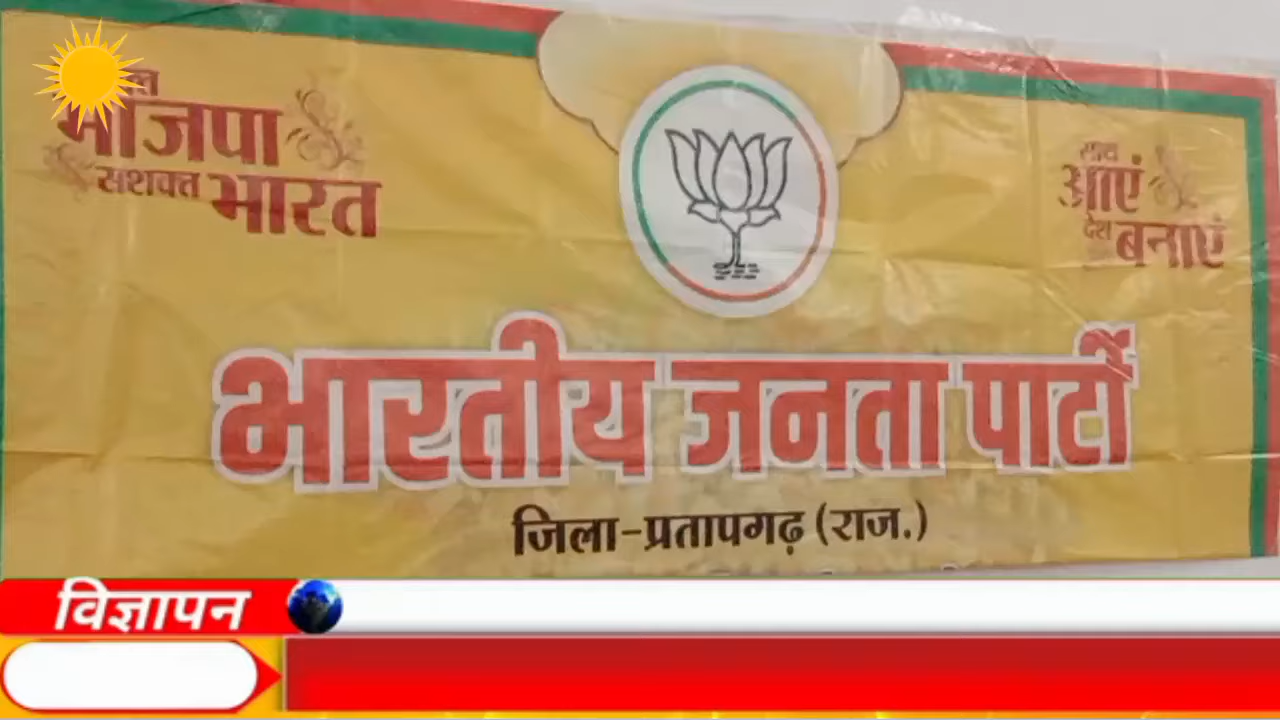 भाजपा
सशक्त भारत
साथ
आएं
देश बनाएं
भारतीय जनता पार्टी
जिला-प्रतापगढ़ (राज.)
विज्ञापन